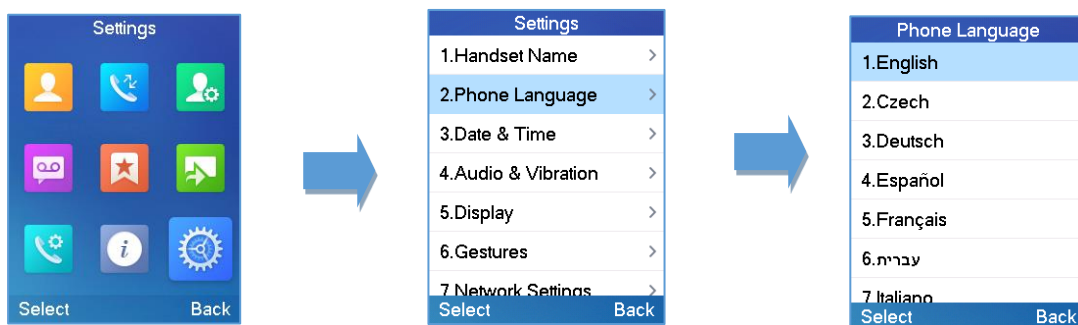 Settings
Select Back
Settings
1.Handset Name
2.Phone Language
3.Date & Time
4.Audio & Vibration
5.Display
6.Gestures
7.Network Settings
Select Back
Phone Language
1.English
2.Czech
3.Deutsch
4.Español
5.Français
6.עברית
7.Italiano
Select Back